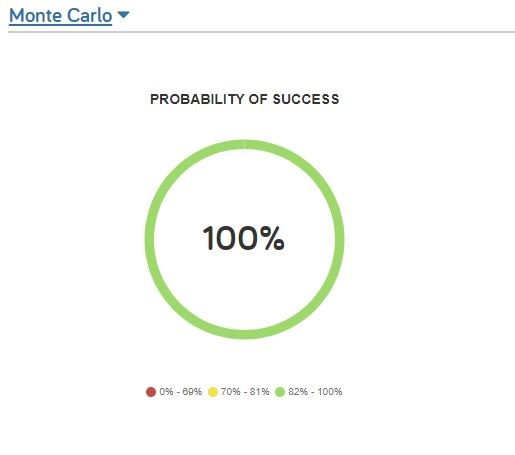 Monte Carlo
PROBABILITY OF SUCCESS
100%
0% - 69% 70% - 81% 82% - 100%